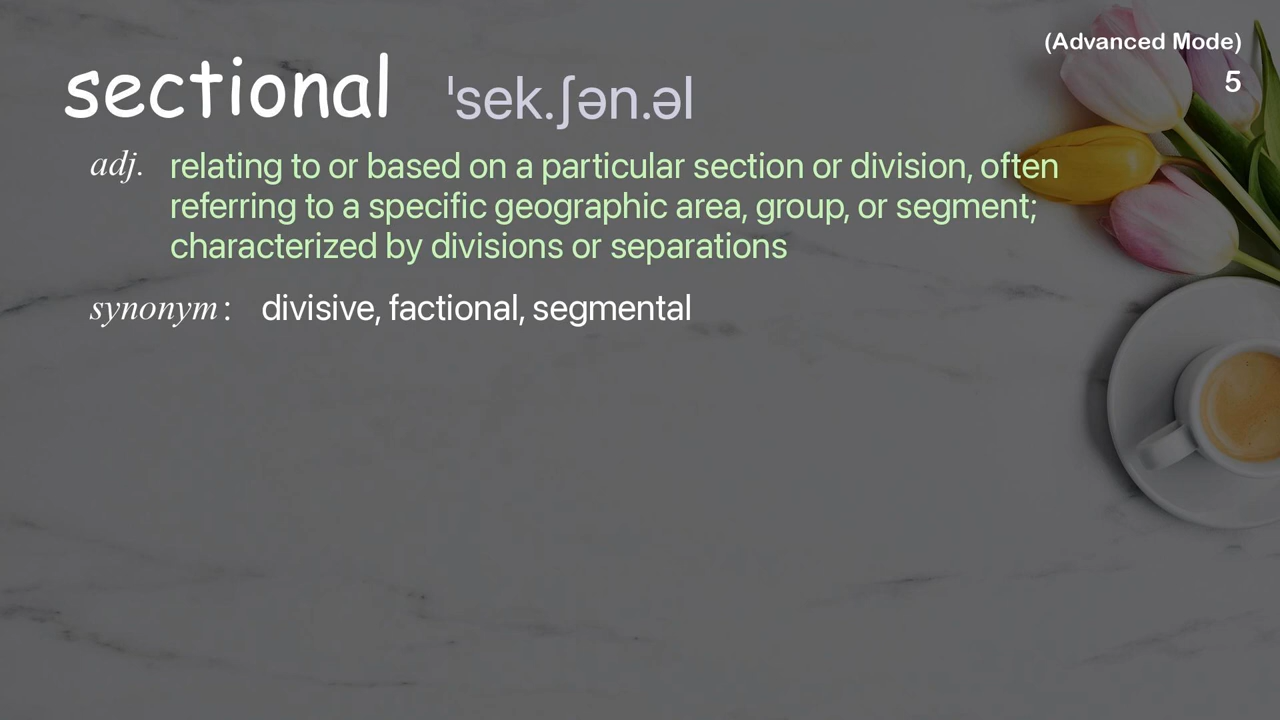 (Advanced Mode)
5
sectional ˈsek.ʃən.əl
adj. relating to or based on a particular section or division, often
referring to a specific geographic area, group, or segment;
characterized by divisions or separations
synonym: divisive, factional, segmental